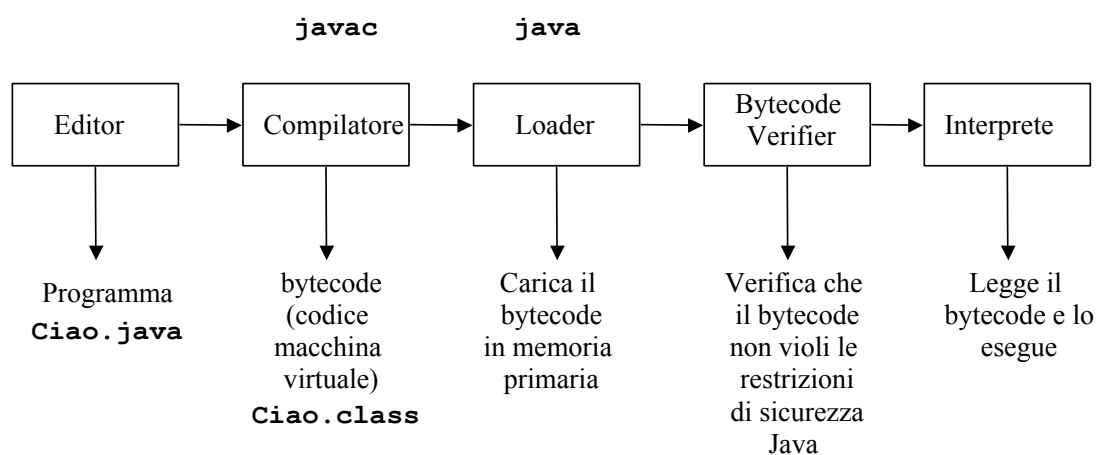 javac
java
Editor
Compilatore
Loader
Bytecode
Verifier
Interprete
Programma
Ciao.java
bytecode
(codice
macchina
virtuale)
Ciao.class
Carica il
bytecode
in memoria
primaria
Verifica che
il bytecode
non violi le
restrizioni
di sicurezza
Java
Legge il
bytecode e lo
esegue